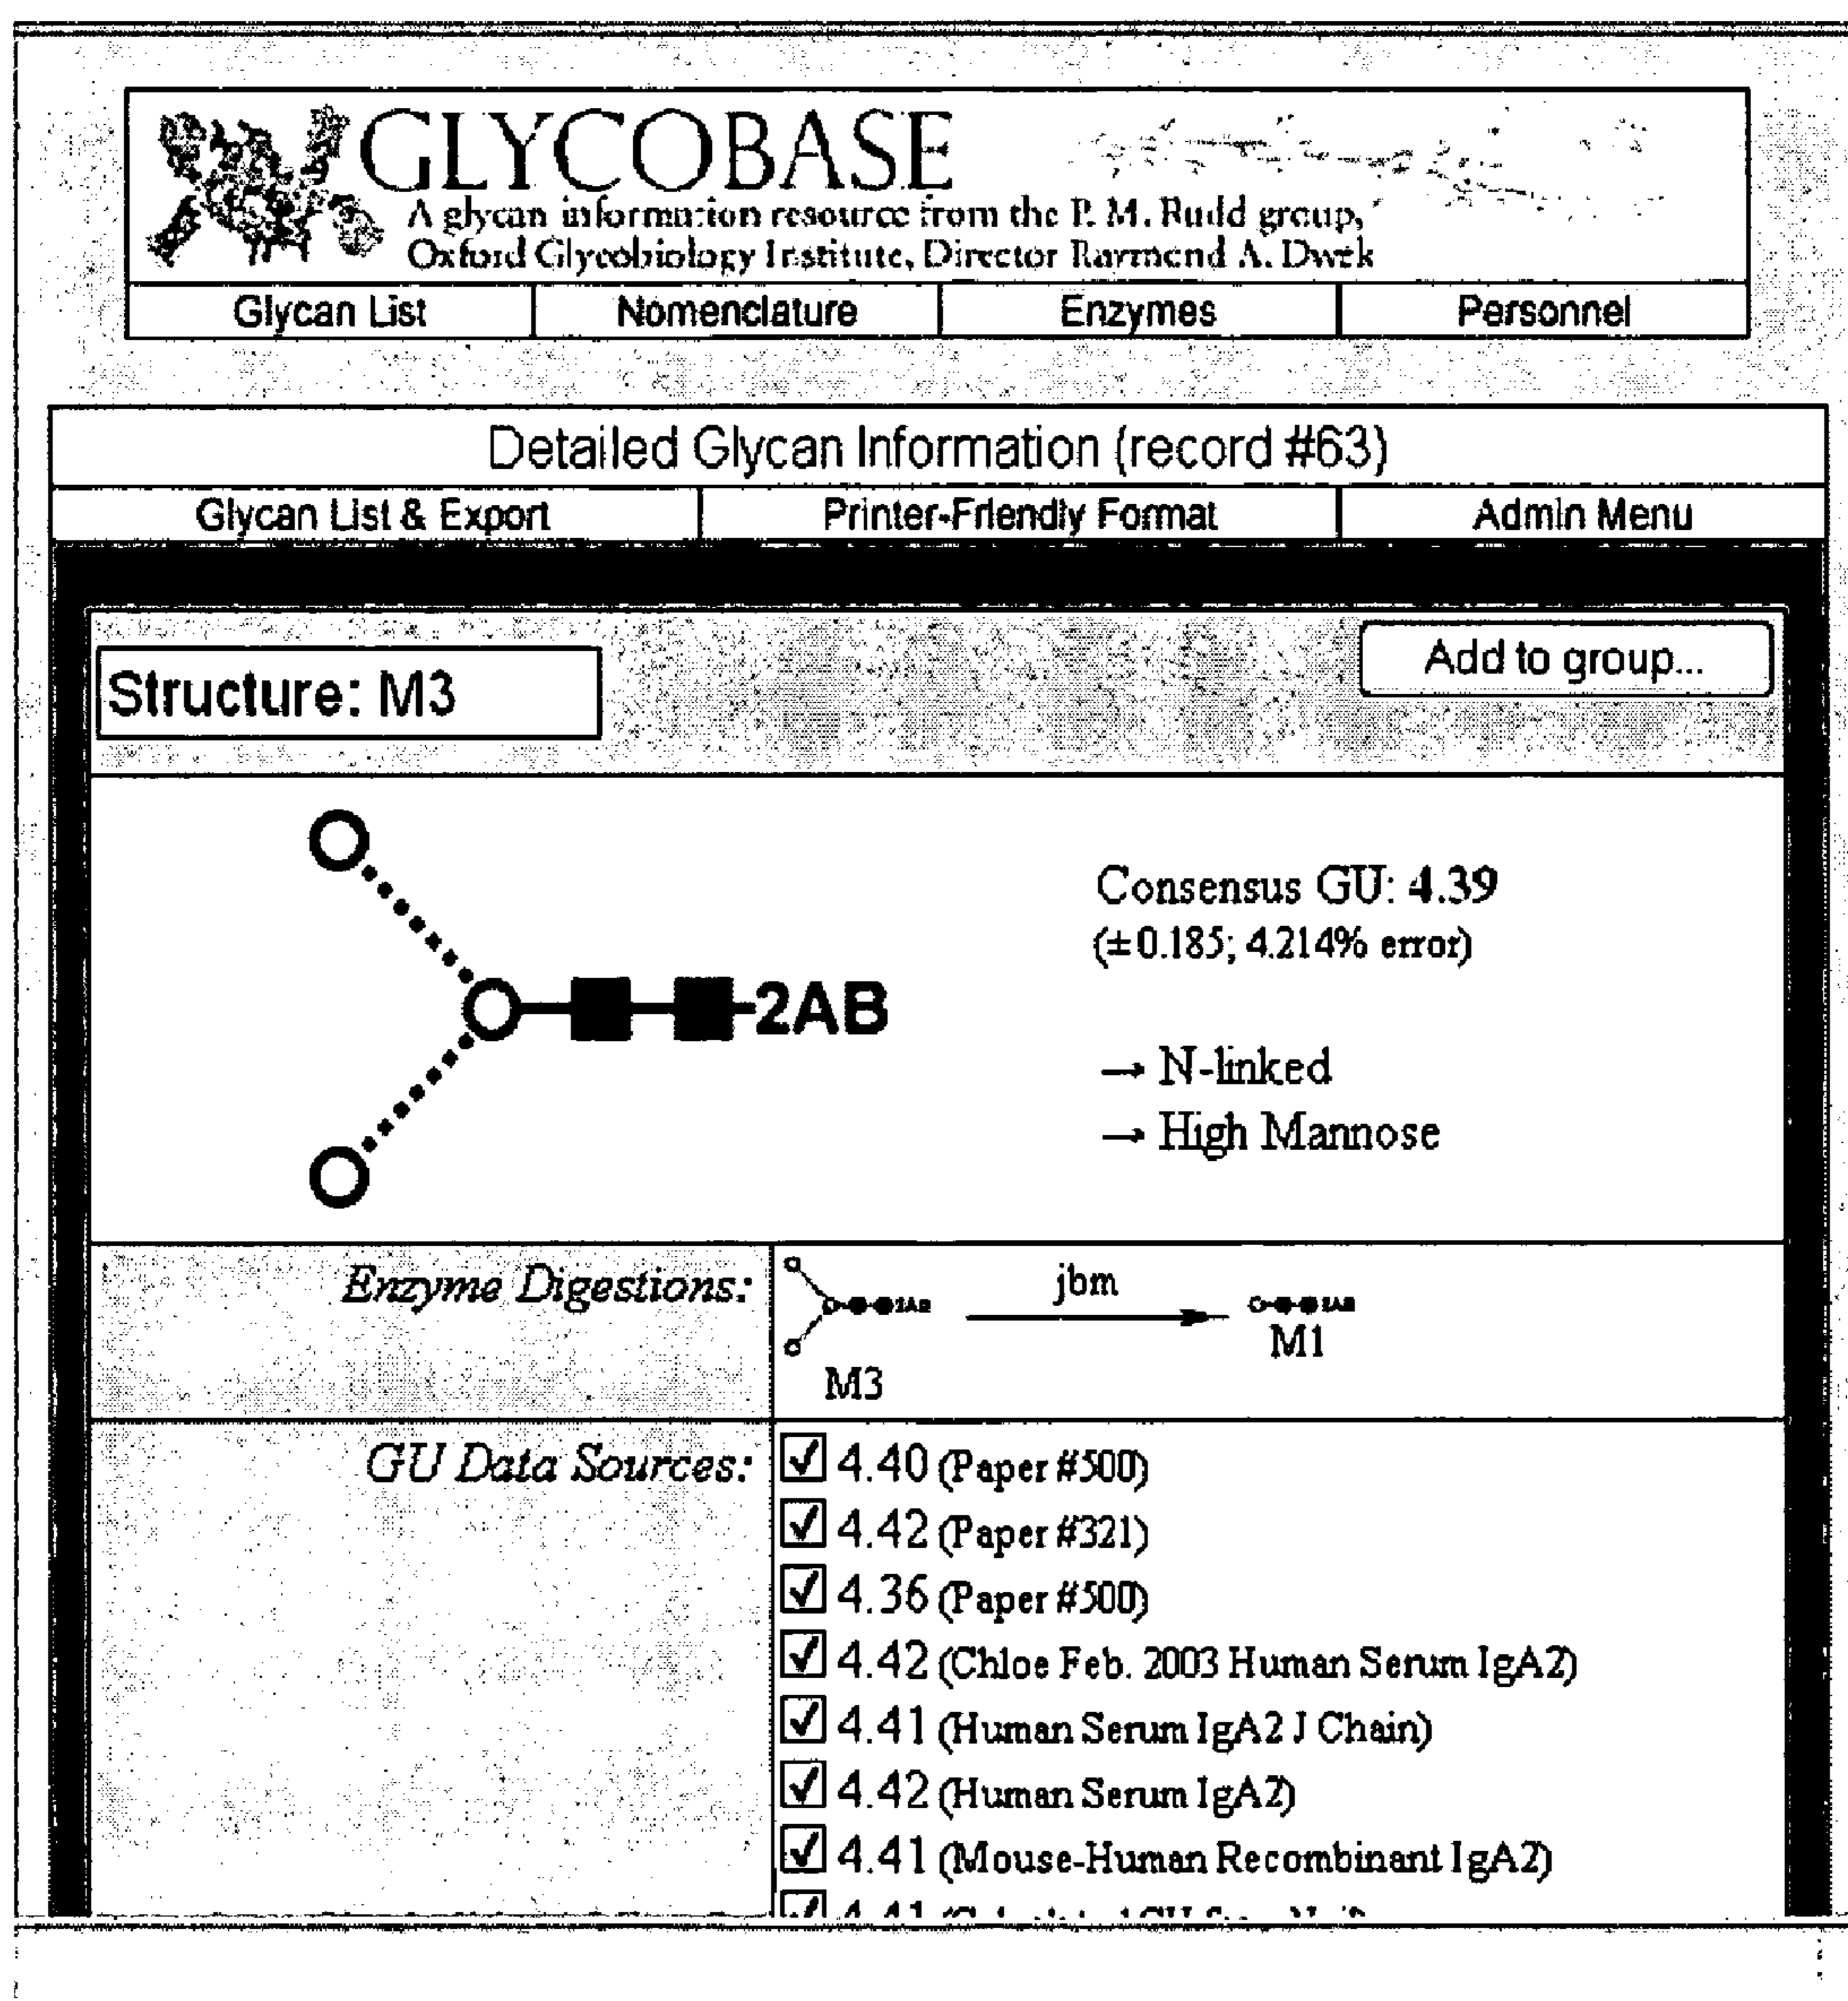 GLYCOBASE
A glycan information resource from the P. M. Rudd group,
Oxford Glycobiology Institute, Director Raymond A. Dwek
Glycan List Nomenclature Enzymes Personnel
Detailed Glycan Information (record #63)
Glycan List & Export Printer-Friendly Format Admin Menu
Add to group...
Structure: M3
Consensus GU: 4.39
(±0.185; 4.214% error)
2AB
→ N-linked
→ High Mannose
Enzyme Digestions:
jbm
2AB 2AB
M1
M3
GU Data Sources:
4.40 (Paper #500)
4.42 (Paper #321)
4.36 (Paper #500)
4.42 (Chloe Feb. 2003 Human Serum IgA2)
4.41 (Human Serum IgA2 J Chain)
4.42 (Human Serum IgA2)
4.41 (Mouse-Human Recombinant IgA2)
4.41